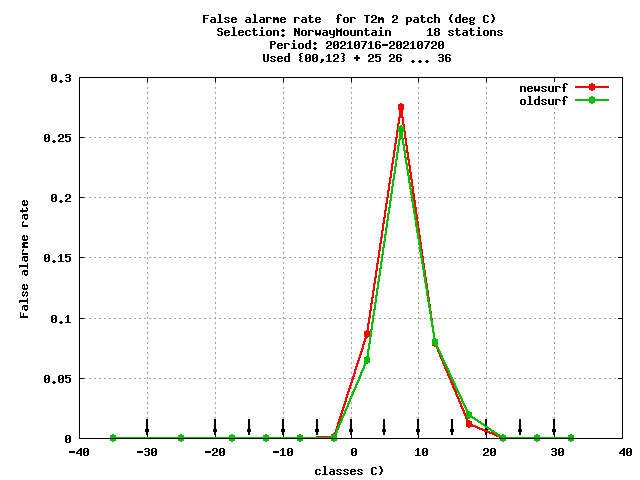 False alarme rate  for T2m 2 patch (deg C)
Selection: NorwayMountain     18 stations
Period: 20210716-20210720
Used {00,12} + 25 26 ... 36
newsurf
oldsurf
0.3
0.25
0.2
0.15
0.1
0.05
0
False alarme rate
-40 -30 -20 -10 0 10 20 30 40
classes C)